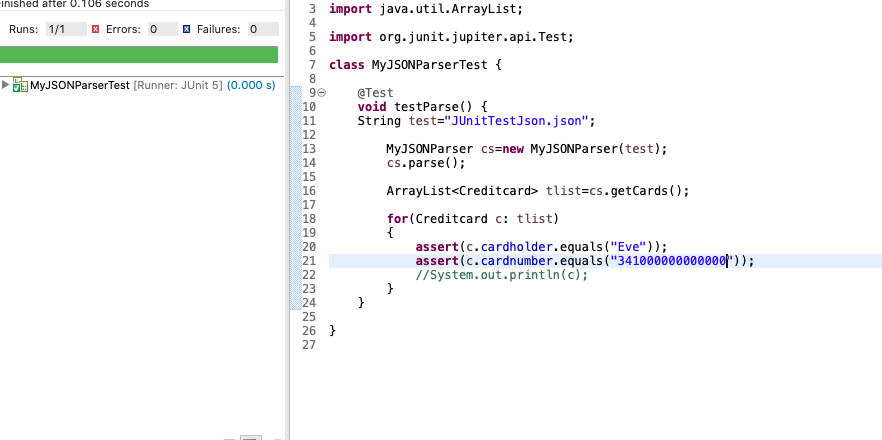 inished after 0.106 seconds
Runs: 1/1 Errors: 0 Failures: 0
MyJSONParserTest [Runner: JUnit 5] (0.000 s)
3 import java.util.ArrayList;
4
5 import org.junit.jupiter.api.Test;
6
7 class MyJSONParserTest {
8
9 @Test
10 void testParse() {
11 String test="JUnitTestJson.json";
12
13 MyJSONParser cs=new MyJSONParser(test);
14 cs.parse();
15
16 ArrayList<Creditcard> tlist=cs.getCards();
17
18 for(Creditcard c: tlist)
19 {
20 assert(c.cardholder.equals("Eve"));
21 assert(c.cardnumber.equals("341000000000000"));
22 //System.out.println(c);
23 }
24 }
25
26 }
27